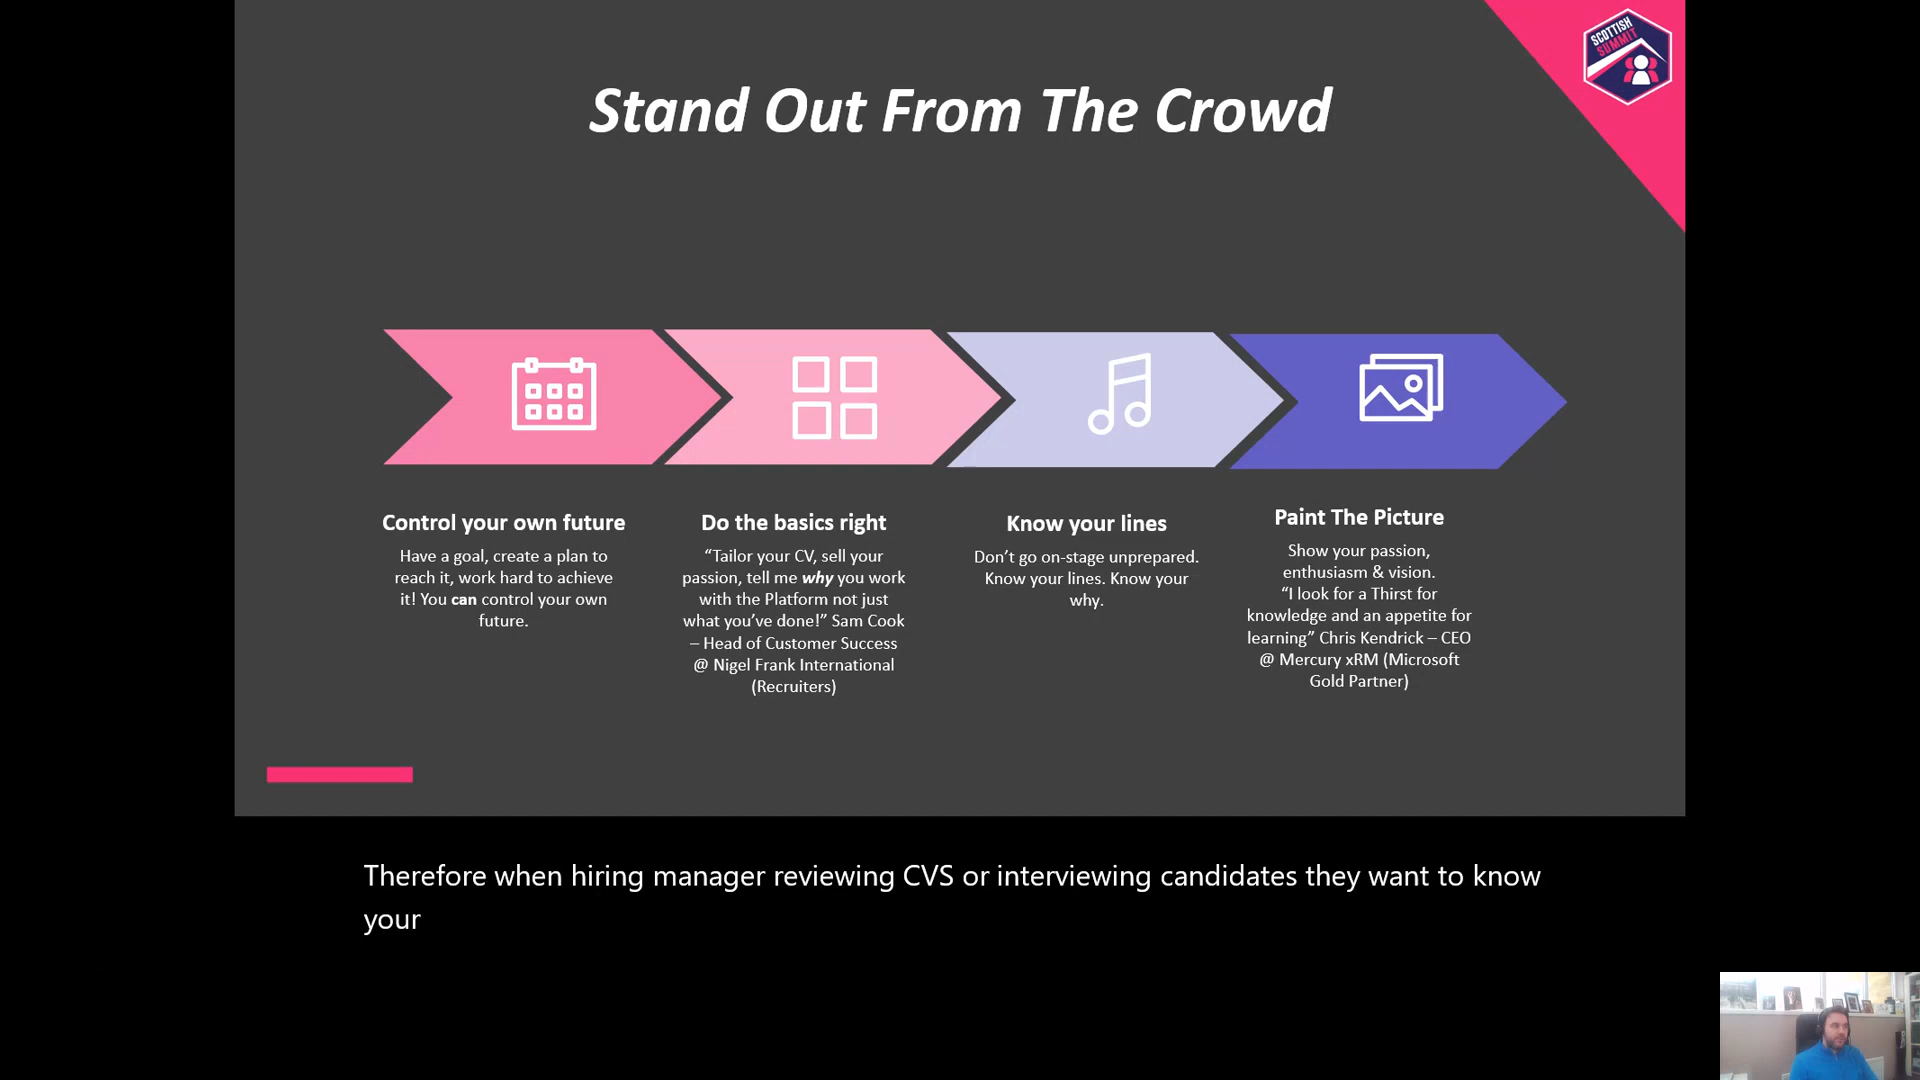 SCOTTISH
SUMMIT
Stand Out From The Crowd
Control your own future
Have a goal, create a plan to
reach it, work hard to achieve
it! You can control your own
future.
Do the basics right
“Tailor your CV, sell your
passion, tell me why you work
with the Platform not just
what you’ve done!” Sam Cook
– Head of Customer Success
@ Nigel Frank International
(Recruiters)
Know your lines
Don’t go on-stage unprepared.
Know your lines. Know your
why.
Paint The Picture
Show your passion,
enthusiasm & vision.
“I look for a Thirst for
knowledge and an appetite for
learning” Chris Kendrick – CEO
@ Mercury xRM (Microsoft
Gold Partner)
Therefore when hiring manager reviewing CVS or interviewing candidates they want to know
your